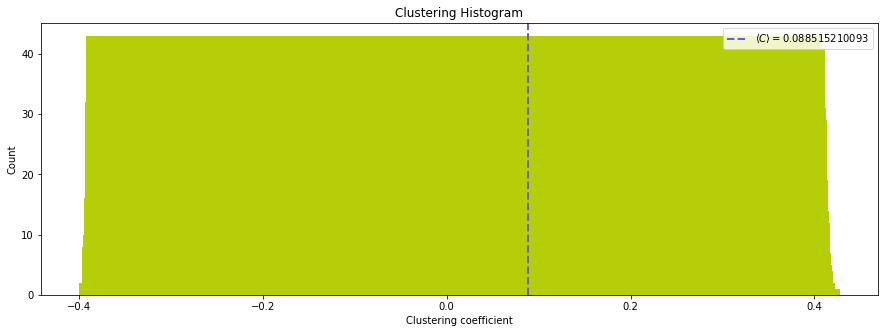 Clustering Histogram
⟨C⟩ = 0.088515210093
Count
40
30
20
10
0
−0.4
−0.2
0.0
0.2
0.4
Clustering coefficient